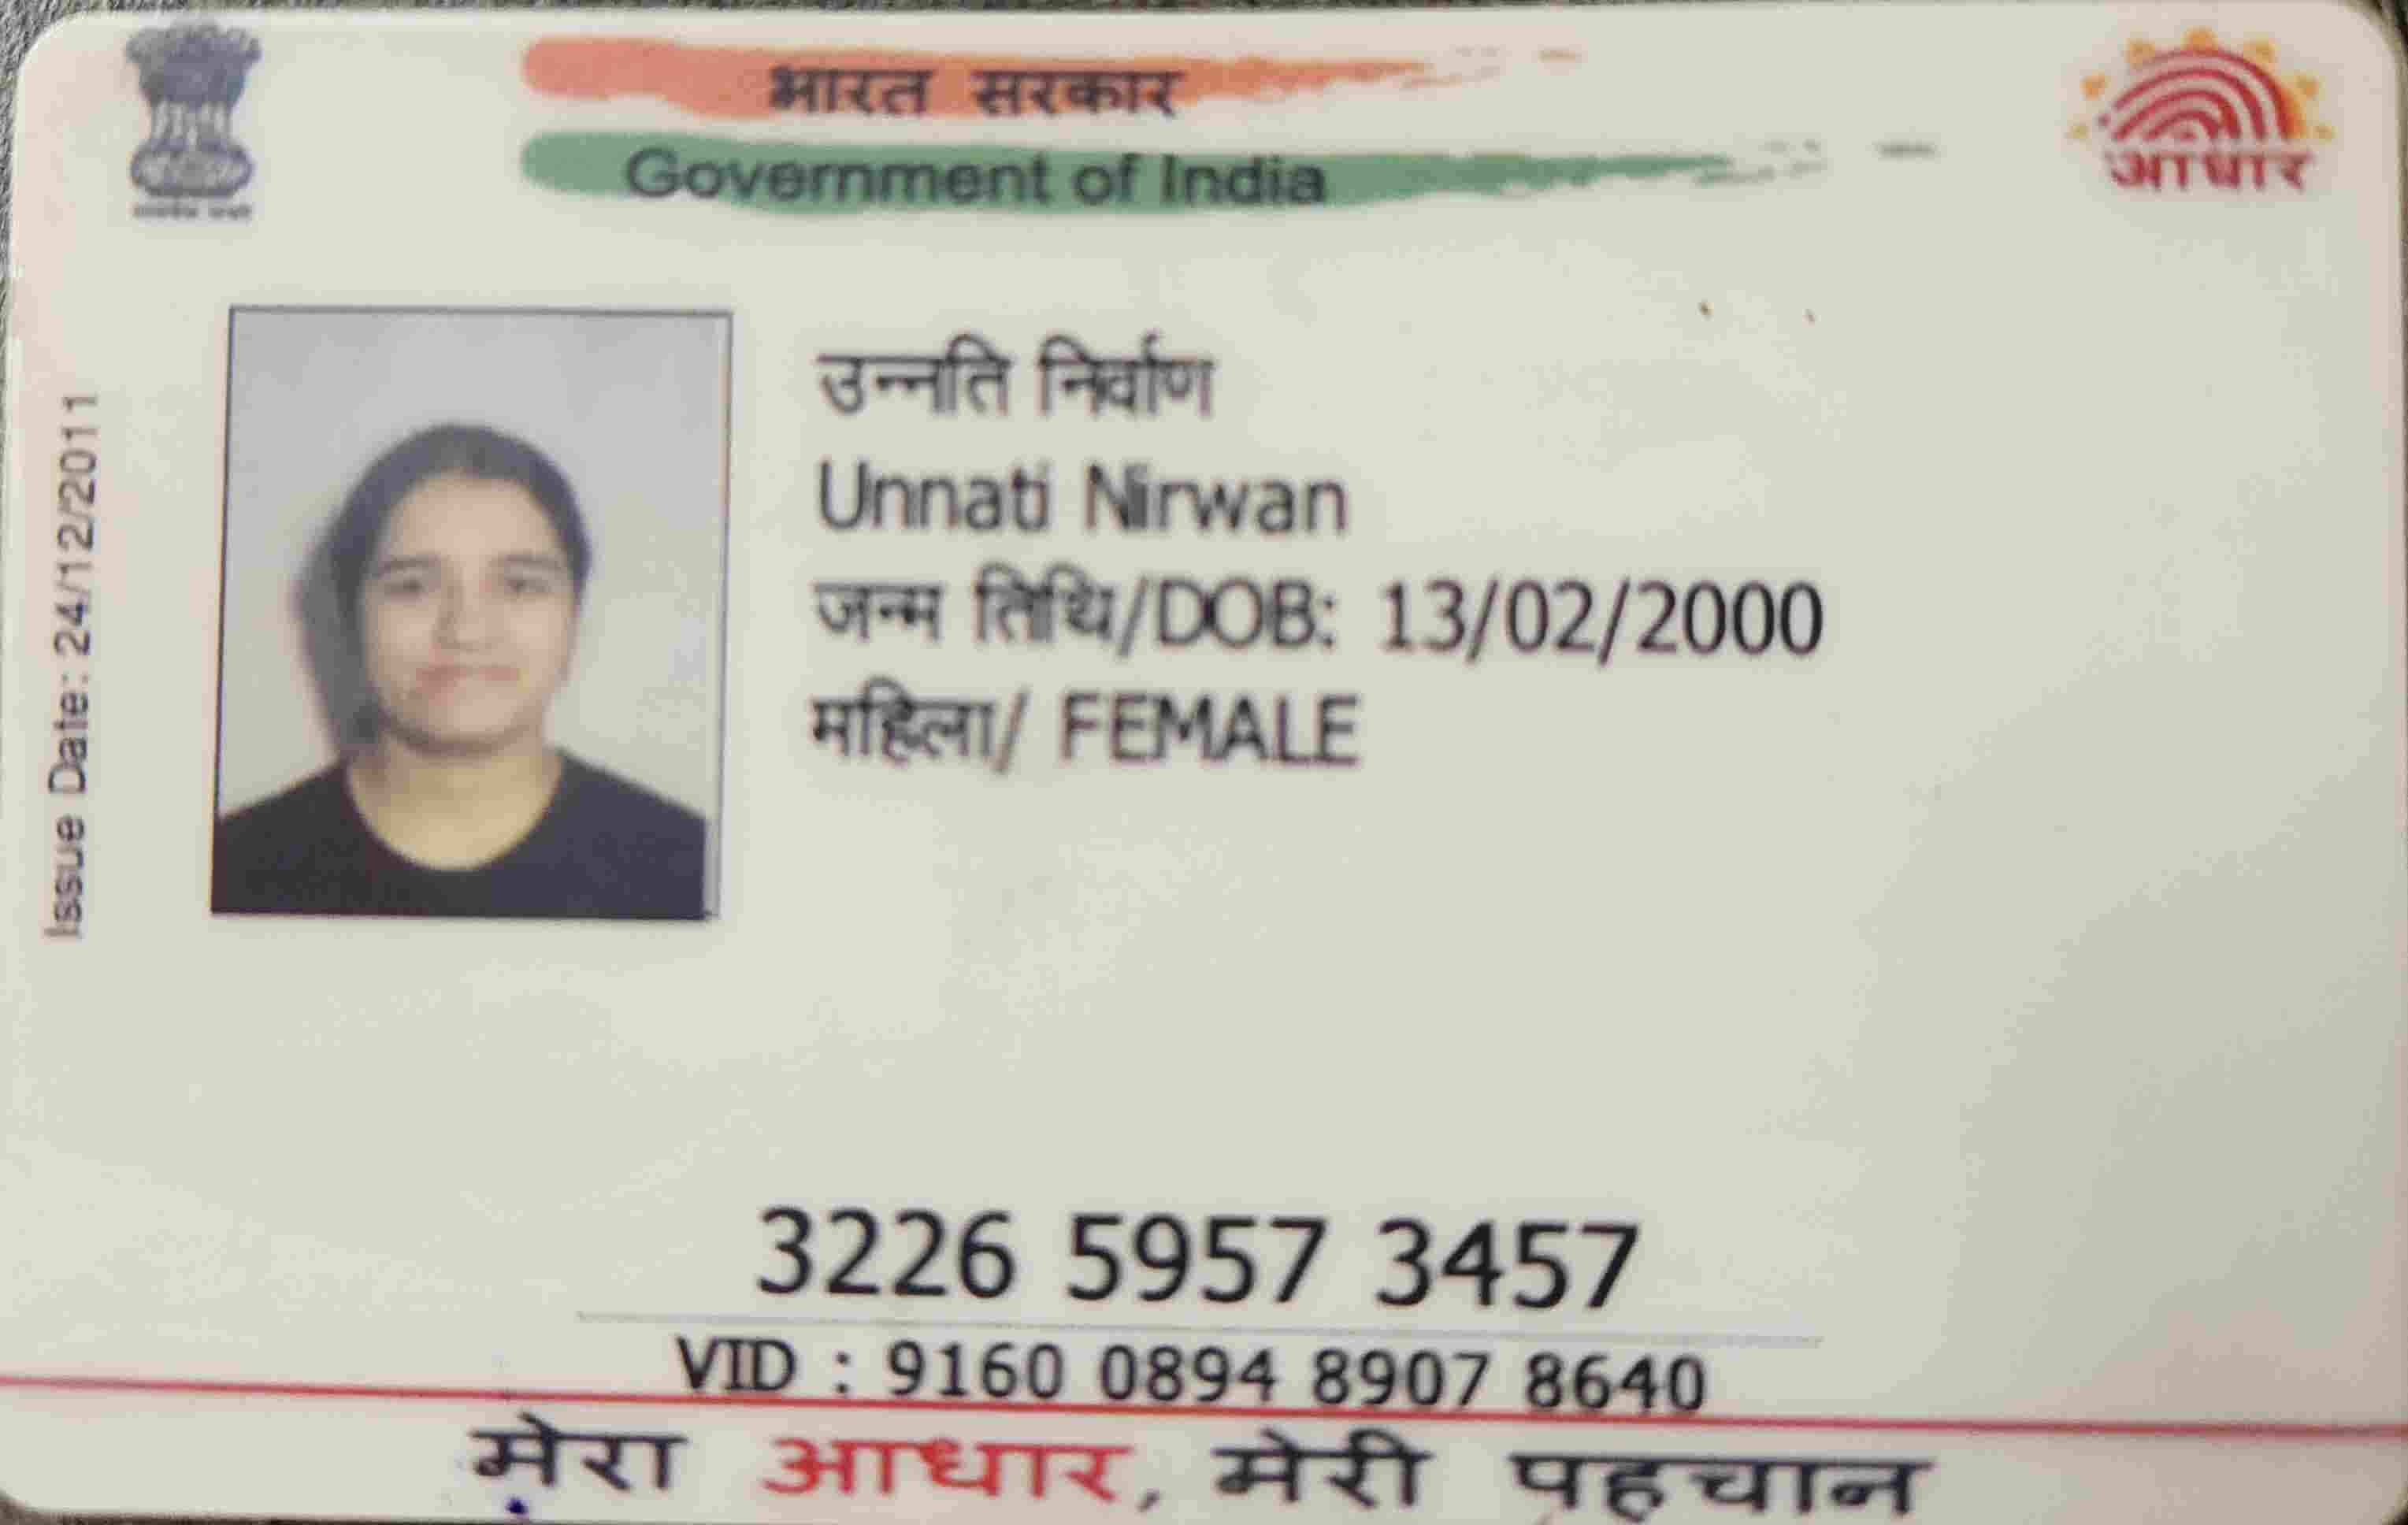 भारत सरकार
Government of India
आधार
Issue Date: 24/12/2011
उन्नति निर्वाण
Unnati Nirwan
जन्म तिथि/DOB: 13/02/2000
महिला/ FEMALE
3226 5957 3457
VID : 9160 0894 8907 8640
मेरा आधार, मेरी पहचान